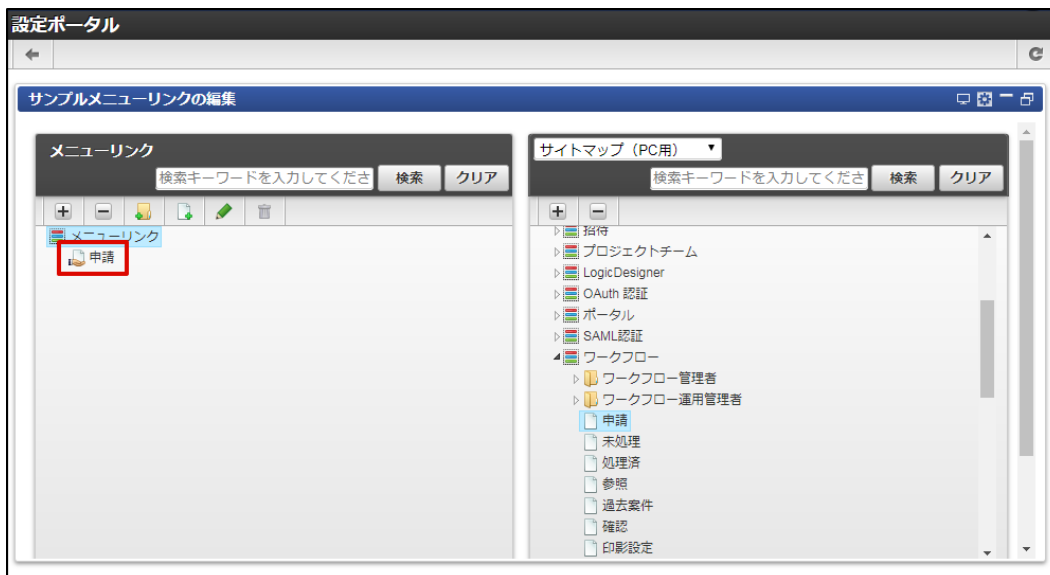 設定ポータル
サンプルメニューリンクの編集
メニューリンク
検索キーワードを入力してくださ 検索 クリア
メニューリンク
申請
サイトマップ（PC用）
検索キーワードを入力してくださ 検索 クリア
招待
プロジェクトチーム
LogicDesigner
OAuth 認証
ポータル
SAML認証
ワークフロー
ワークフロー管理者
ワークフロー運用管理者
申請
未処理
処理済
参照
過去案件
確認
印影設定